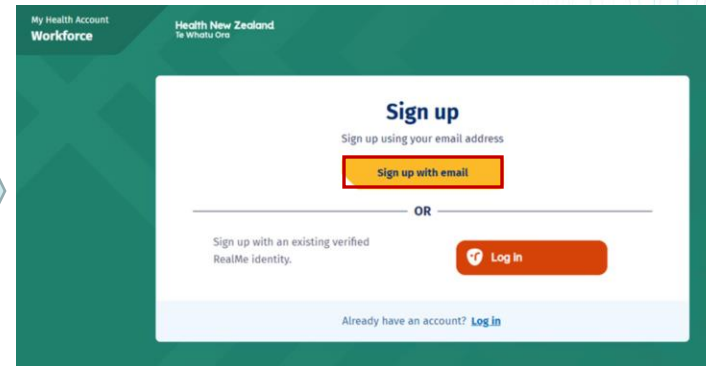 My Health Account
Workforce
Health New Zealand
Te Whatu Ora
Sign up
Sign up using your email address
Sign up with email
OR
Sign up with an existing verified
RealMe identity.
Log in
Already have an account? Log in